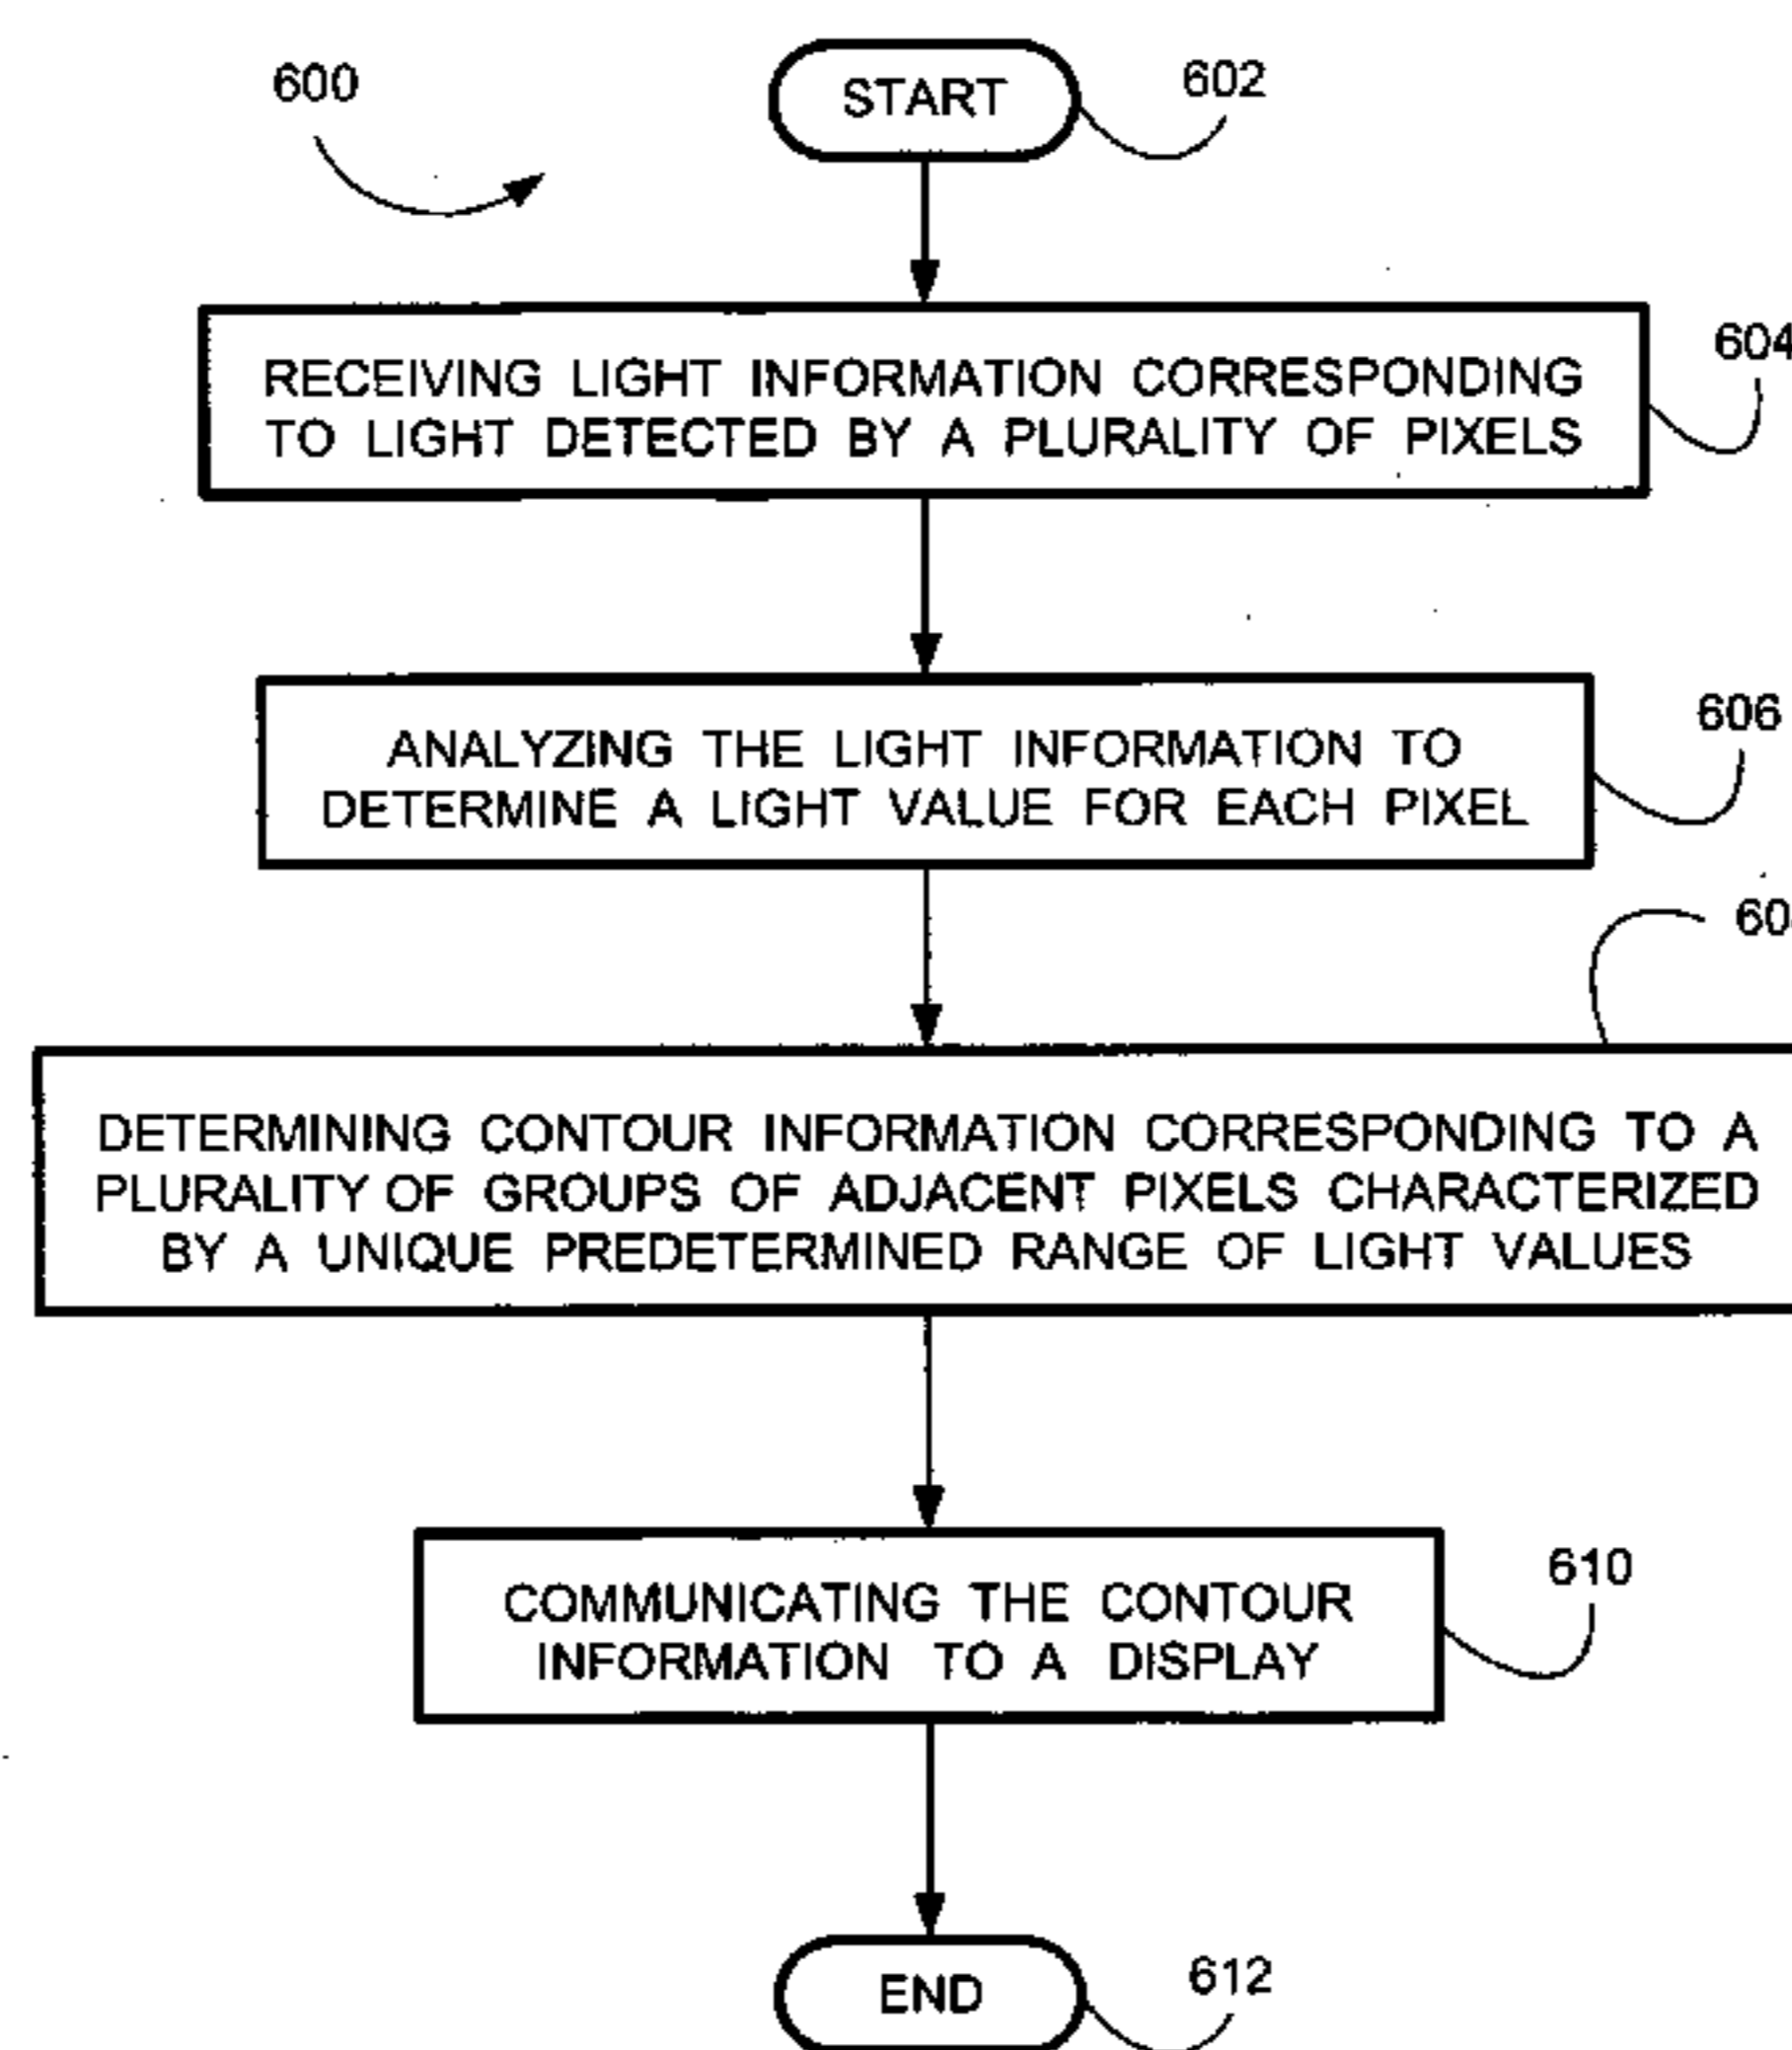 600
START
602
RECEIVING LIGHT INFORMATION CORRESPONDING
TO LIGHT DETECTED BY A PLURALITY OF PIXELS
604
ANALYZING THE LIGHT INFORMATION TO
DETERMINE A LIGHT VALUE FOR EACH PIXEL
606
60
DETERMINING CONTOUR INFORMATION CORRESPONDING TO A
PLURALITY OF GROUPS OF ADJACENT PIXELS CHARACTERIZED
BY A UNIQUE PREDETERMINED RANGE OF LIGHT VALUES
COMMUNICATING THE CONTOUR
INFORMATION TO A DISPLAY
610
END
612